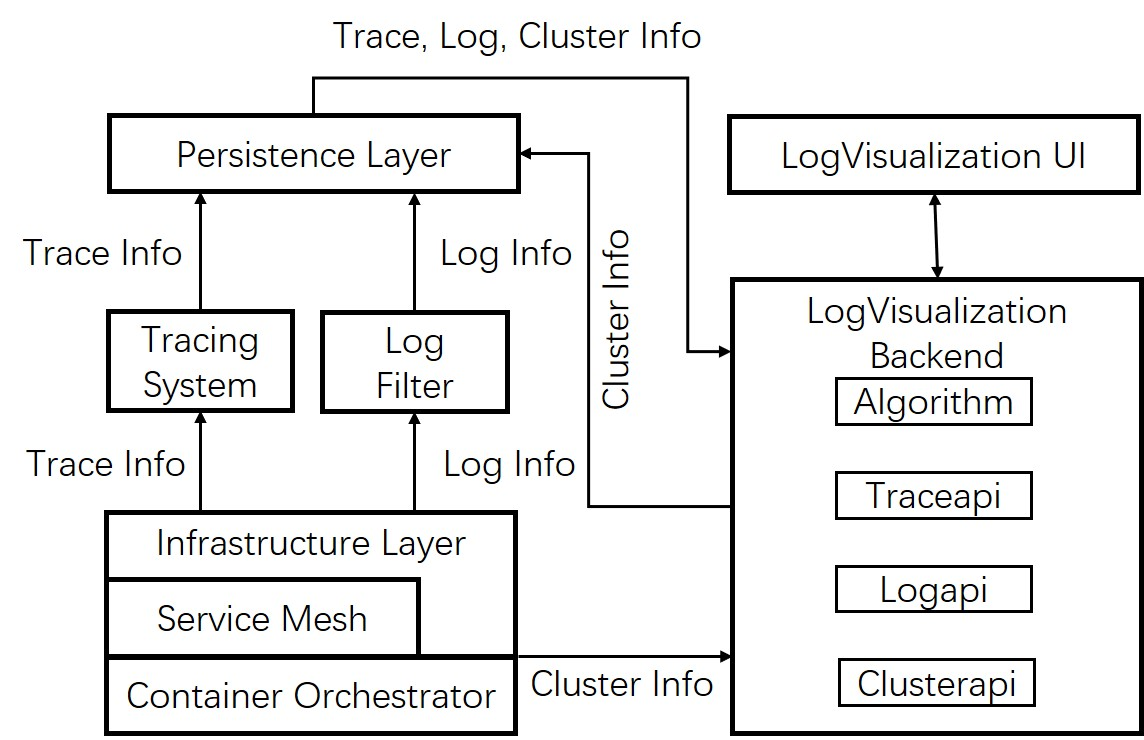 Trace, Log, Cluster Info
Persistence Layer
LogVisualization UI
Trace Info
Log Info
Cluster Info
Tracing
System
Log
Filter
Trace Info
Log Info
Infrastructure Layer
Service Mesh
Container Orchestrator
Cluster Info
LogVisualization
Backend
Algorithm
Traceapi
Logapi
Clusterapi